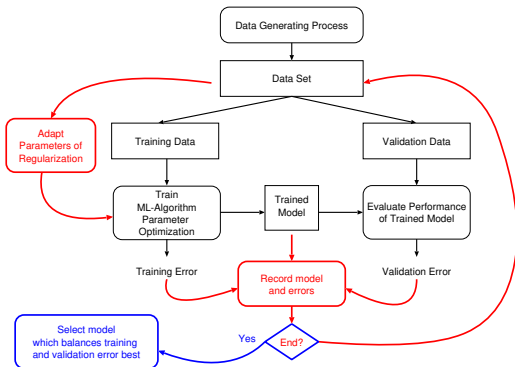 Data Generating Process
Data Set
Adapt
Parameters of
Regularization
Training Data
Validation Data
Train
ML-Algorithm
Parameter
Optimization
Trained
Model
Evaluate Performance
of Trained Model
Training Error
Record model
and errors
Validation Error
Select model
which balances training
and validation error best
Yes
End?